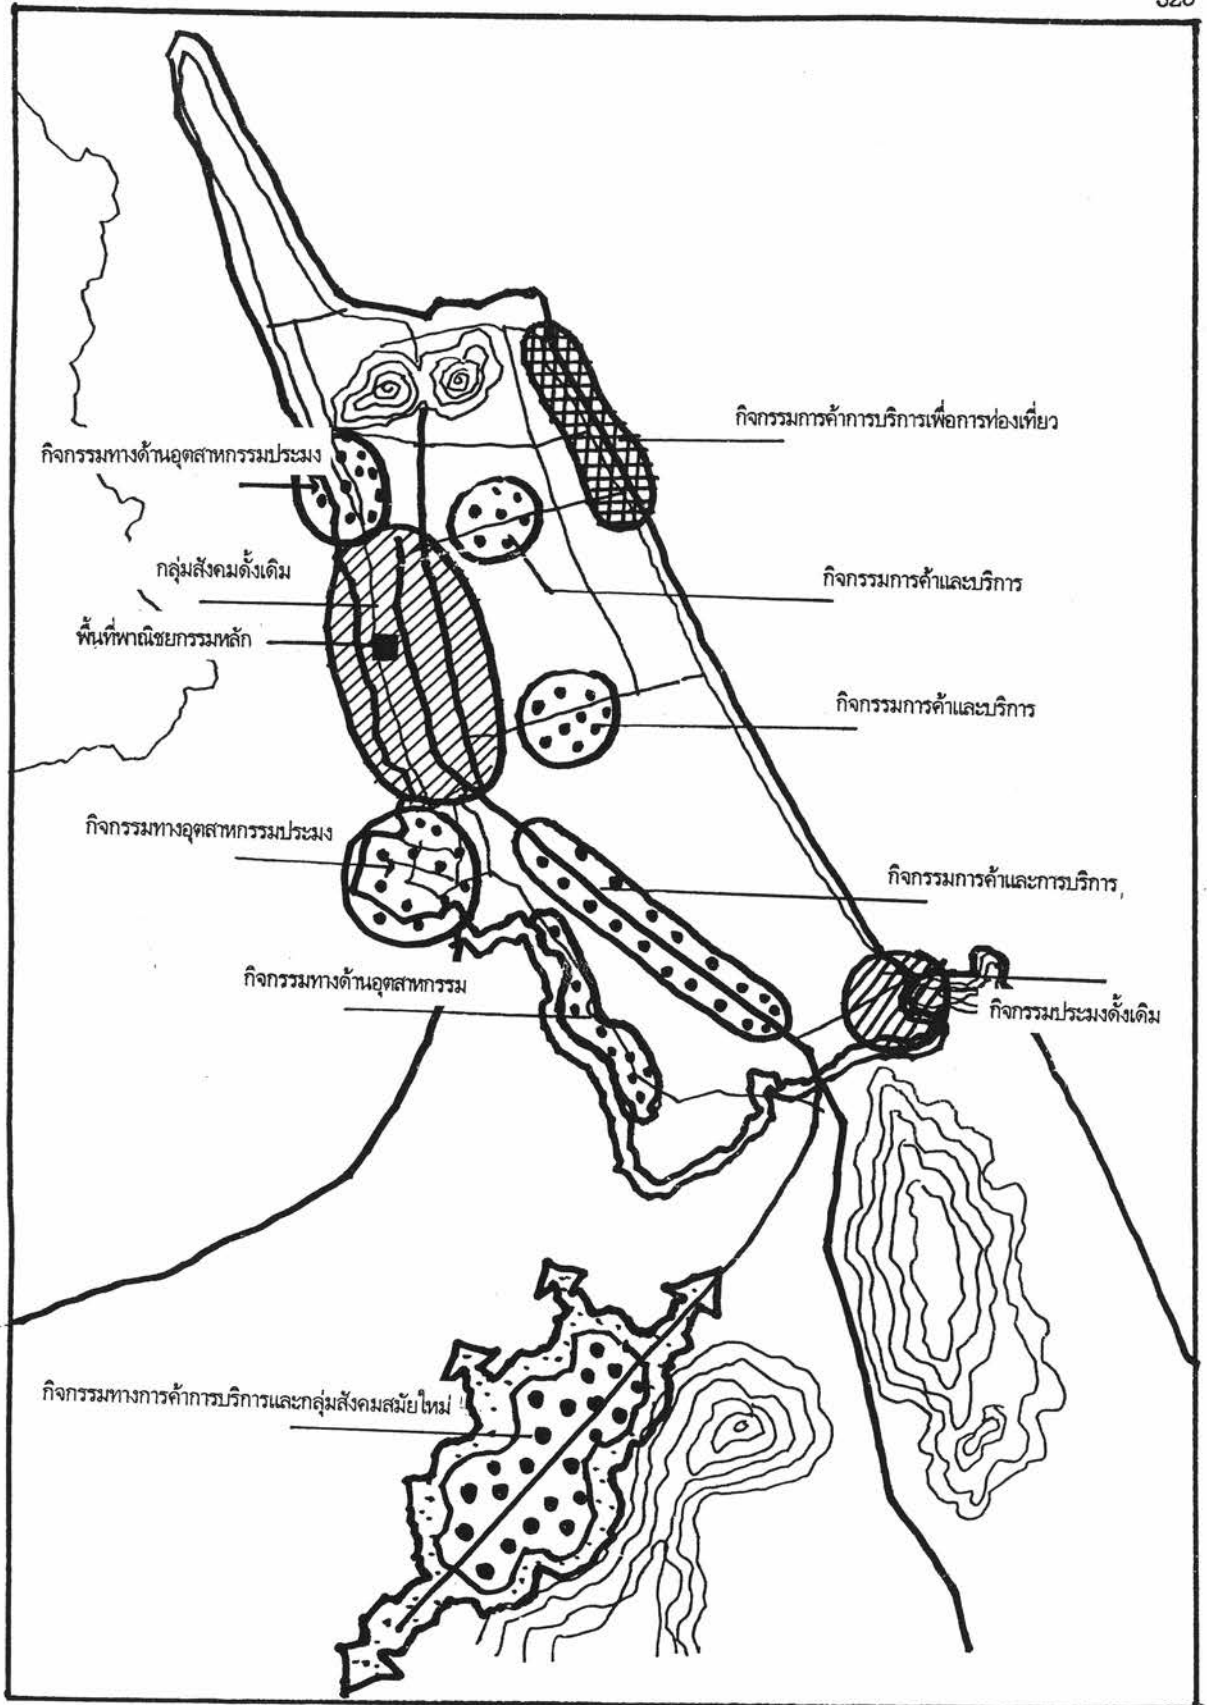 กิจกรรมการค้าการบริการเพื่อการท่องเที่ยว
กิจกรรมทางด้านอุตสาหกรรมประมง
กลุ่มสังคมดั้งเดิม
กิจกรรมการค้าและบริการ
พื้นที่พาณิชยกรรมหลัก
กิจกรรมการค้าและบริการ
กิจกรรมทางอุตสาหกรรมประมง
กิจกรรมการค้าและการบริการ
กิจกรรมทางด้านอุตสาหกรรม
กิจกรรมประมงดั้งเดิม
กิจกรรมทางการค้าการบริการและกลุ่มสังคมสมัยใหม่